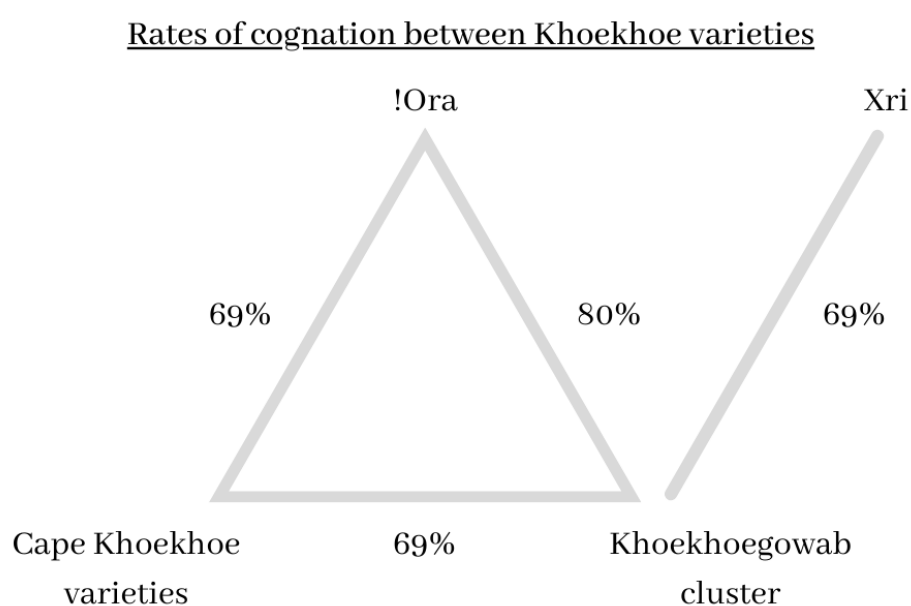 Rates of cognation between Khoekhoe varieties
!Ora
Xri
69%
80%
69%
Cape Khoekhoe
varieties
69%
Khoekhoegowab
cluster